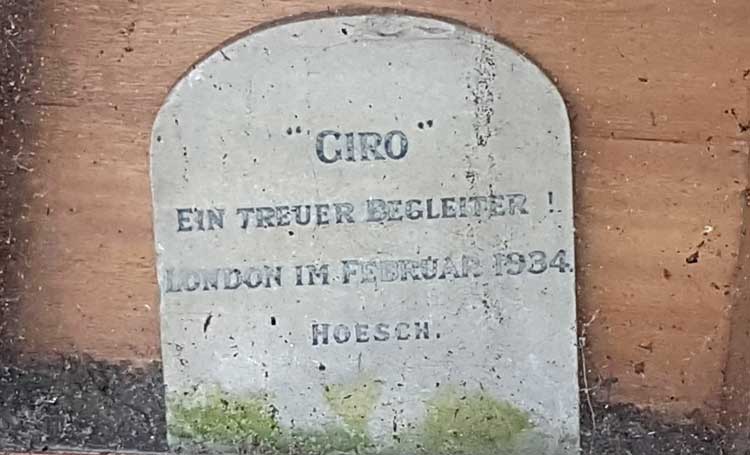 "GIRO"
EIN TREUER BEGLEITER !
LONDON IM FEBRUAR 1934.
HOESCH.